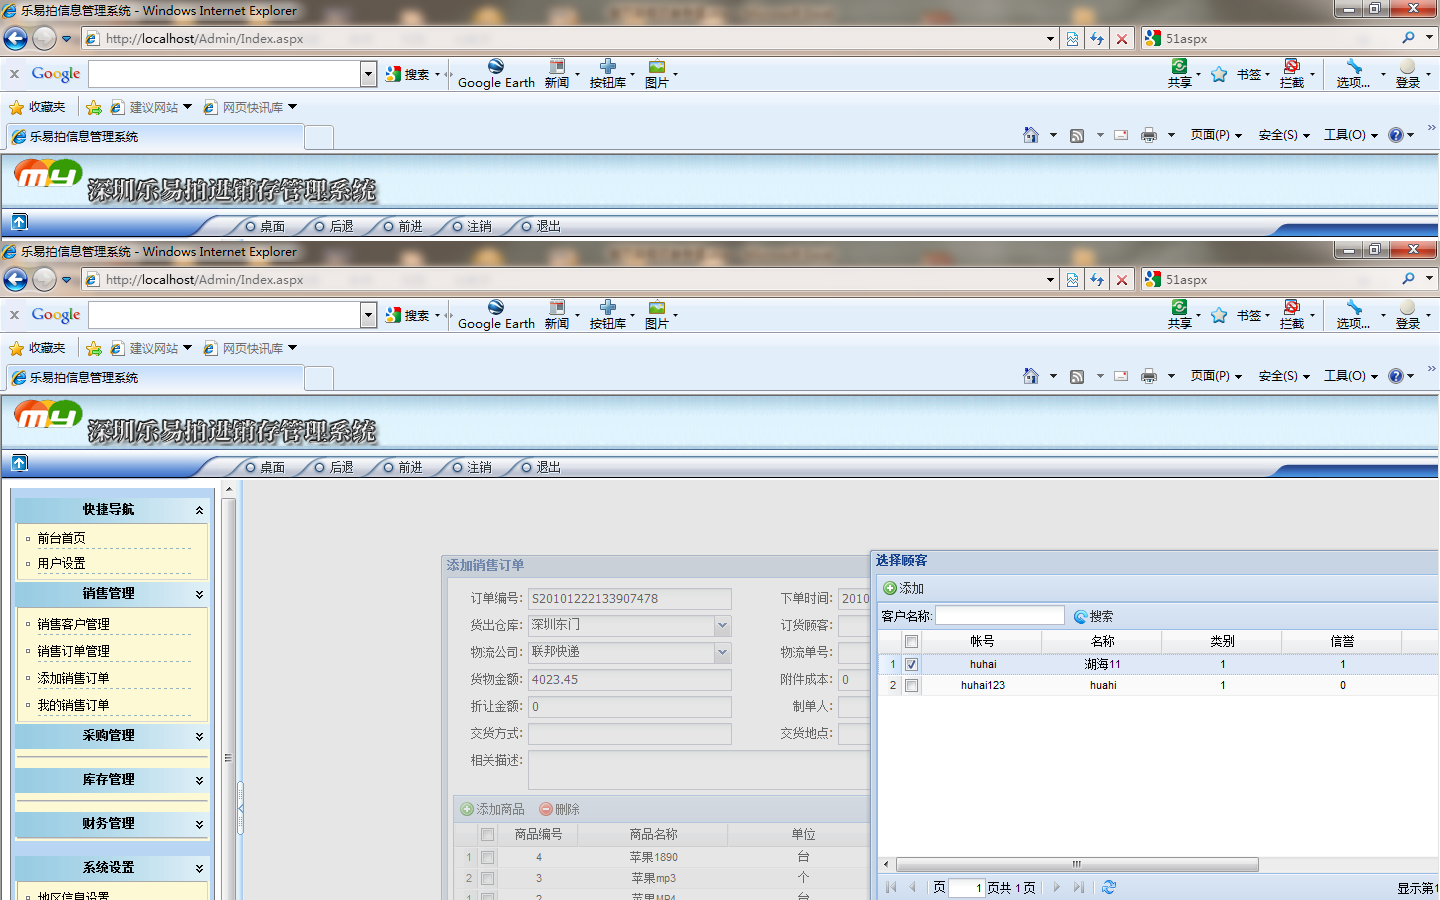 乐易拍信息管理系统 - Windows Internet Explorer
http://localhost/Admin/Index.aspx 51aspx
x Google 搜索 Google Earth 新闻 按钮库 图片 共享 书签 拦截 选项... 登录
收藏夹 建议网站 网页快讯库
乐易拍信息管理系统 页面(P) 安全(S) 工具(O)
my 深圳乐易拍进销存管理系统
桌面 后退 前进 注销 退出
乐易拍信息管理系统 - Windows Internet Explorer
http://localhost/Admin/Index.aspx 51aspx
x Google 搜索 Google Earth 新闻 按钮库 图片 共享 书签 拦截 选项... 登录
收藏夹 建议网站 网页快讯库
乐易拍信息管理系统 页面(P) 安全(S) 工具(O)
my 深圳乐易拍进销存管理系统
桌面 后退 前进 注销 退出
快捷导航
前台首页
用户设置
销售管理
销售客户管理
销售订单管理
添加销售订单
我的销售订单
采购管理
库存管理
财务管理
系统设置
地区信息设置
添加销售订单
订单编号: S20101222133907478 下单时间: 2010
货出仓库: 深圳东门 订货顾客:
物流公司: 联邦快递 物流单号:
货物金额: 4023.45 附件成本: 0
折让金额: 0 制单人:
交货方式: 交货地点:
相关描述:
添加商品 删除
商品编号 商品名称 单位
1 4 苹果1890 台
2 3 苹果mp3 个
1 2 苹果MP4 台
选择顾客
添加
客户名称: 搜索
帐号 名称 类别 信誉
1 huhai 湖海11 1 1
2 huhai123 huahi 1 0
页 1 页共 1 页 显示第1